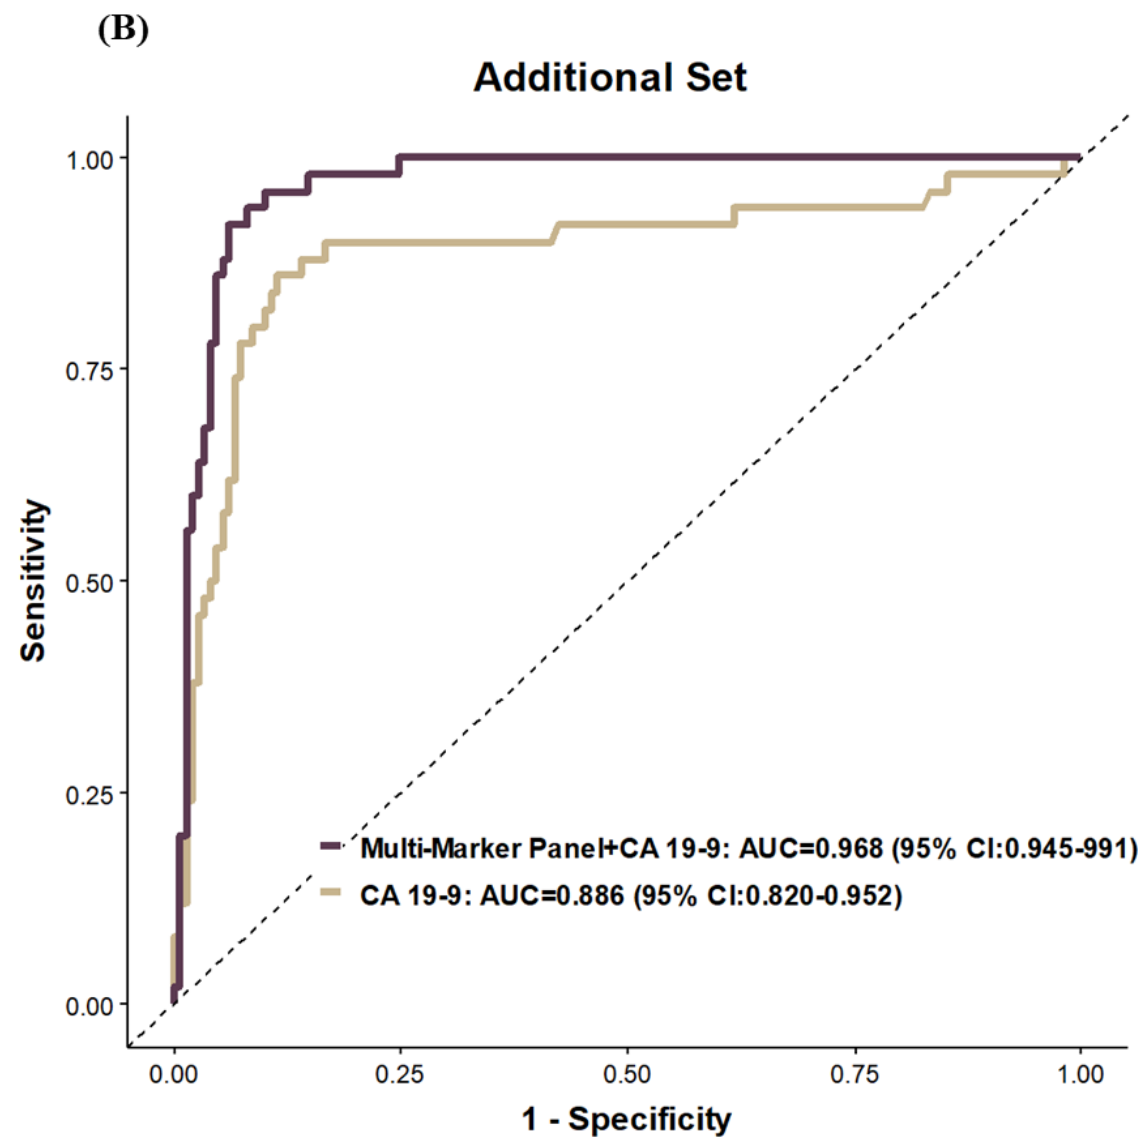 (B)
Additional Set
1.00
0.75
0.50
0.25
0.00
Sensitivity
Multi-Marker Panel+CA 19-9: AUC=0.968 (95% CI:0.945-991)
CA 19-9: AUC=0.886 (95% CI:0.820-0.952)
0.00 0.25 0.50 0.75 1.00
1 - Specificity